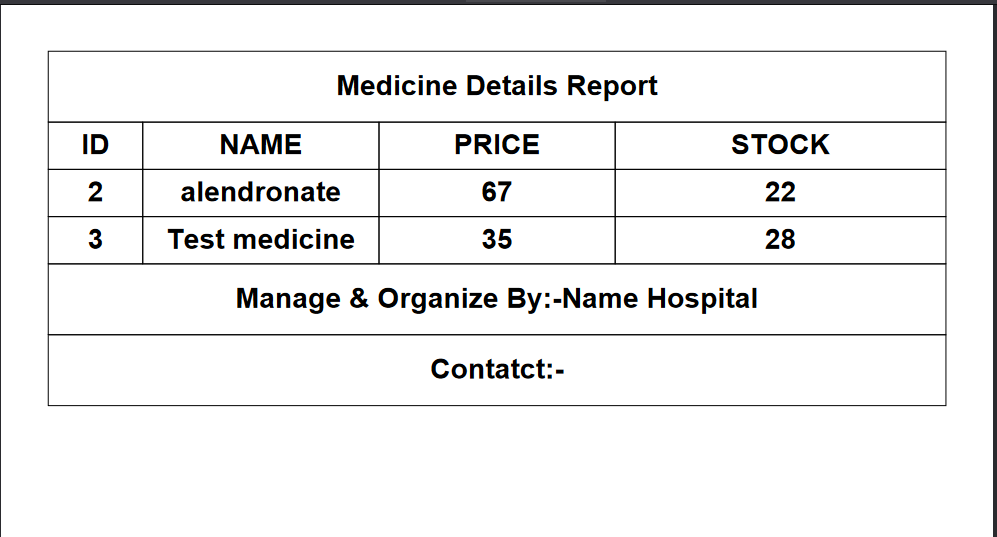 Medicine Details Report
ID NAME PRICE STOCK
2 alendronate 67 22
3 Test medicine 35 28
Manage & Organize By:-Name Hospital
Contatct:-